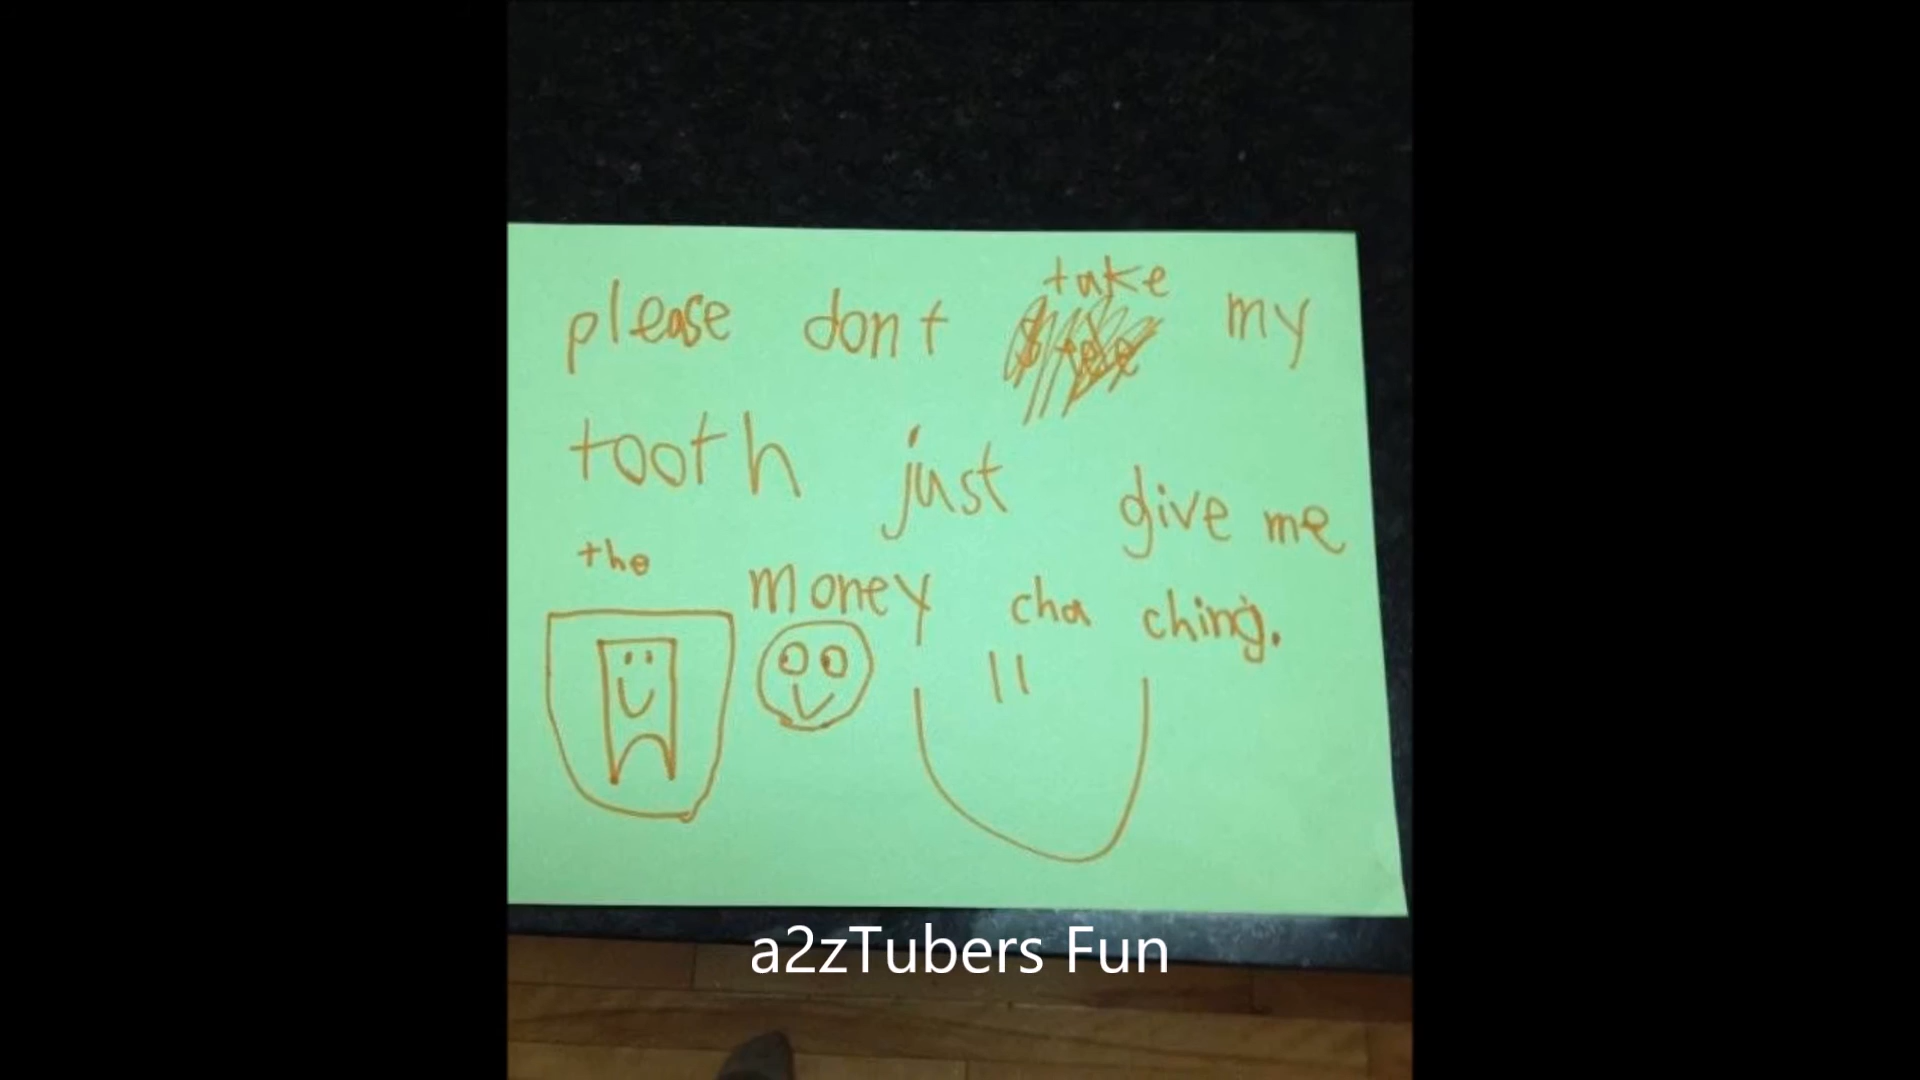 please dont take my
tooth just give me
the money cha ching.
a2zTubers Fun